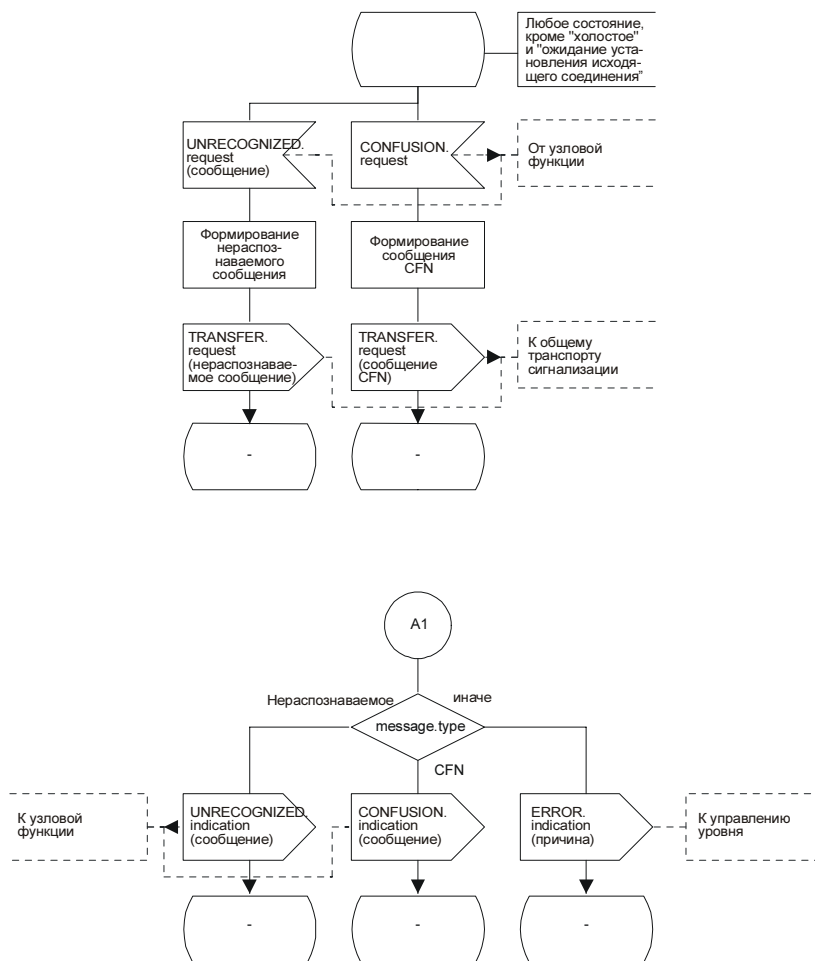 Любое состояние,
кроме "холостое"
и "ожидание уста-
новления исходя-
щего соединения"
UNRECOGNIZED.
request
(сообщение)
CONFUSION.
request
От узловой
функции
Формирование
нераспоз-
наваемого
сообщения
Формирование
сообщения
CFN
TRANSFER.
request
(нераспознавае-
мое сообщение)
TRANSFER.
request
(сообщение
CFN)
К общему
транспорту
сигнализации
-
-
A1
Нераспознаваемое
иначе
message.type
CFN
К узловой
функции
UNRECOGNIZED.
indication
(сообщение)
CONFUSION.
indication
(сообщение)
ERROR.
indication
(причина)
К управлению
уровня
-
-
-